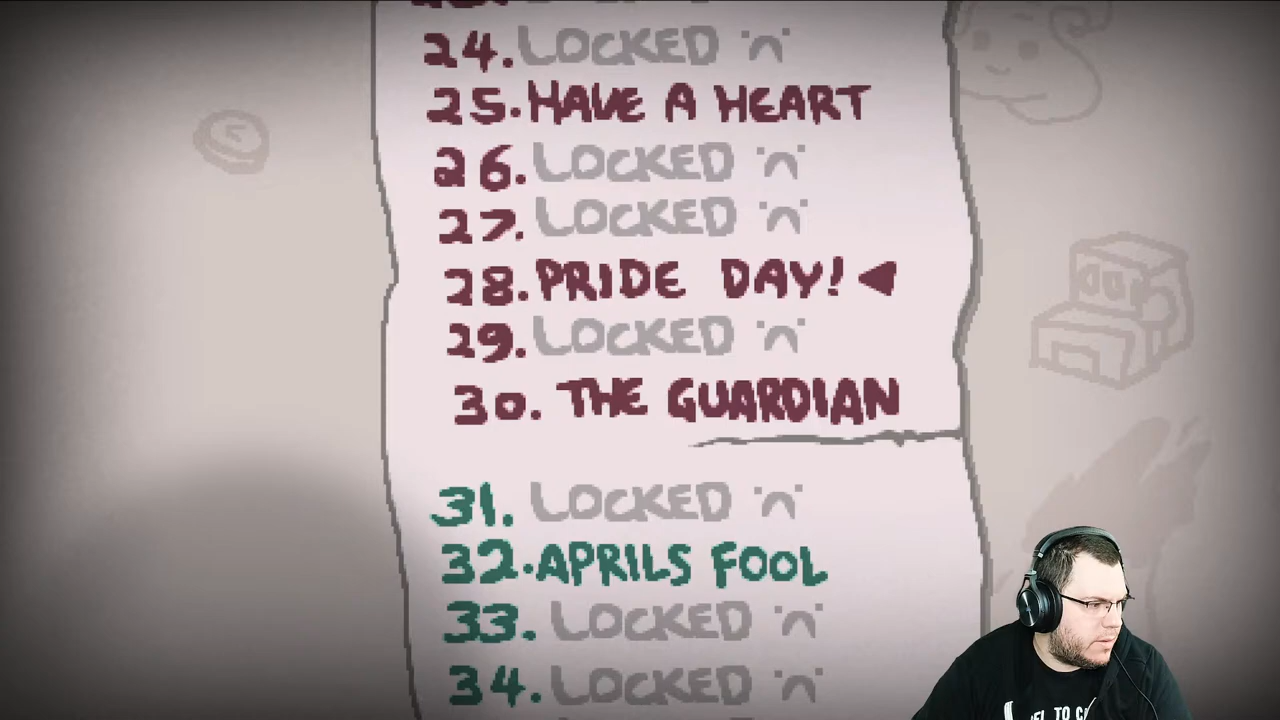 24. LOCKED
25. HAVE A HEART
26. LOCKED
27. LOCKED
28. PRIDE DAY!
29. LOCKED
30. THE GUARDIAN
31. LOCKED
32. APRILS FOOL
33. LOCKED
34. LOCKED